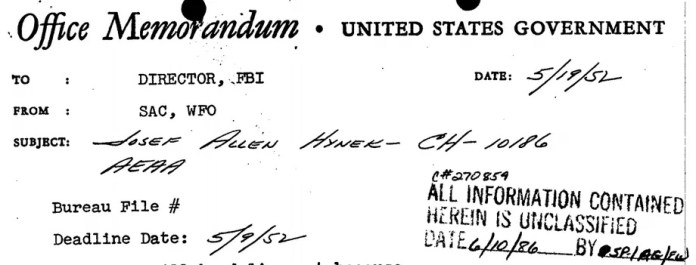 Office Memorandum • UNITED STATES GOVERNMENT
TO : DIRECTOR, FBI DATE: 5/19/52
FROM : SAC, WFO
SUBJECT: JOSEF ALLEN HYNEK- CH- 10186
AEAA
C#270859
ALL INFORMATION CONTAINED
HEREIN IS UNCLASSIFIED
DATE 6/10/86 BY
Bureau File #
Deadline Date: 5/9/52